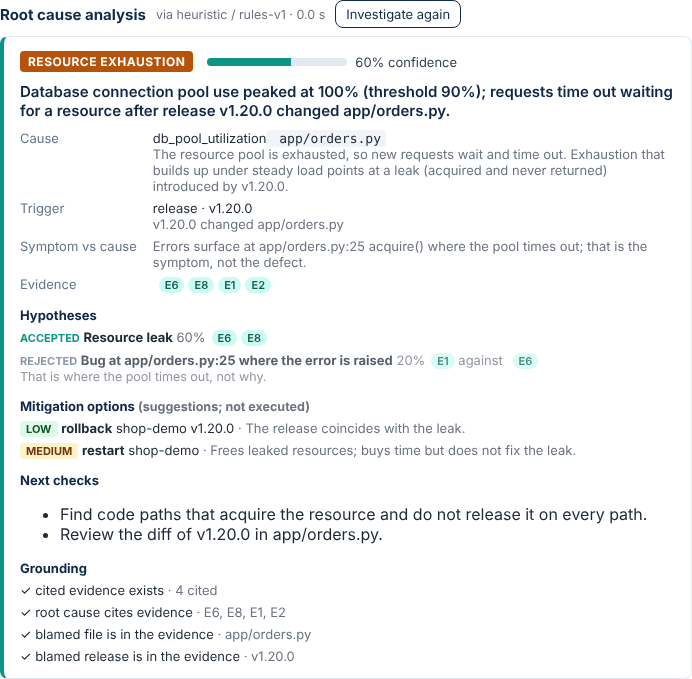 Root cause analysis via heuristic / rules-v1 · 0.0 s Investigate again
RESOURCE EXHAUSTION 60% confidence
Database connection pool use peaked at 100% (threshold 90%); requests time out waiting
for a resource after release v1.20.0 changed app/orders.py.
Cause db_pool_utilization app/orders.py
The resource pool is exhausted, so new requests wait and time out. Exhaustion that
builds up under steady load points at a leak (acquired and never returned)
introduced by v1.20.0.
Trigger release · v1.20.0
v1.20.0 changed app/orders.py
Symptom vs cause Errors surface at app/orders.py:25 acquire() where the pool times out; that is the
symptom, not the defect.
Evidence E6 E8 E1 E2
Hypotheses
ACCEPTED Resource leak 60% E6 E8
REJECTED Bug at app/orders.py:25 where the error is raised 20% E1 against E6
That is where the pool times out, not why.
Mitigation options (suggestions; not executed)
LOW rollback shop-demo v1.20.0 · The release coincides with the leak.
MEDIUM restart shop-demo · Frees leaked resources; buys time but does not fix the leak.
Next checks
• Find code paths that acquire the resource and do not release it on every path.
• Review the diff of v1.20.0 in app/orders.py.
Grounding
✓ cited evidence exists · 4 cited
✓ root cause cites evidence · E6, E8, E1, E2
✓ blamed file is in the evidence · app/orders.py
✓ blamed release is in the evidence · v1.20.0